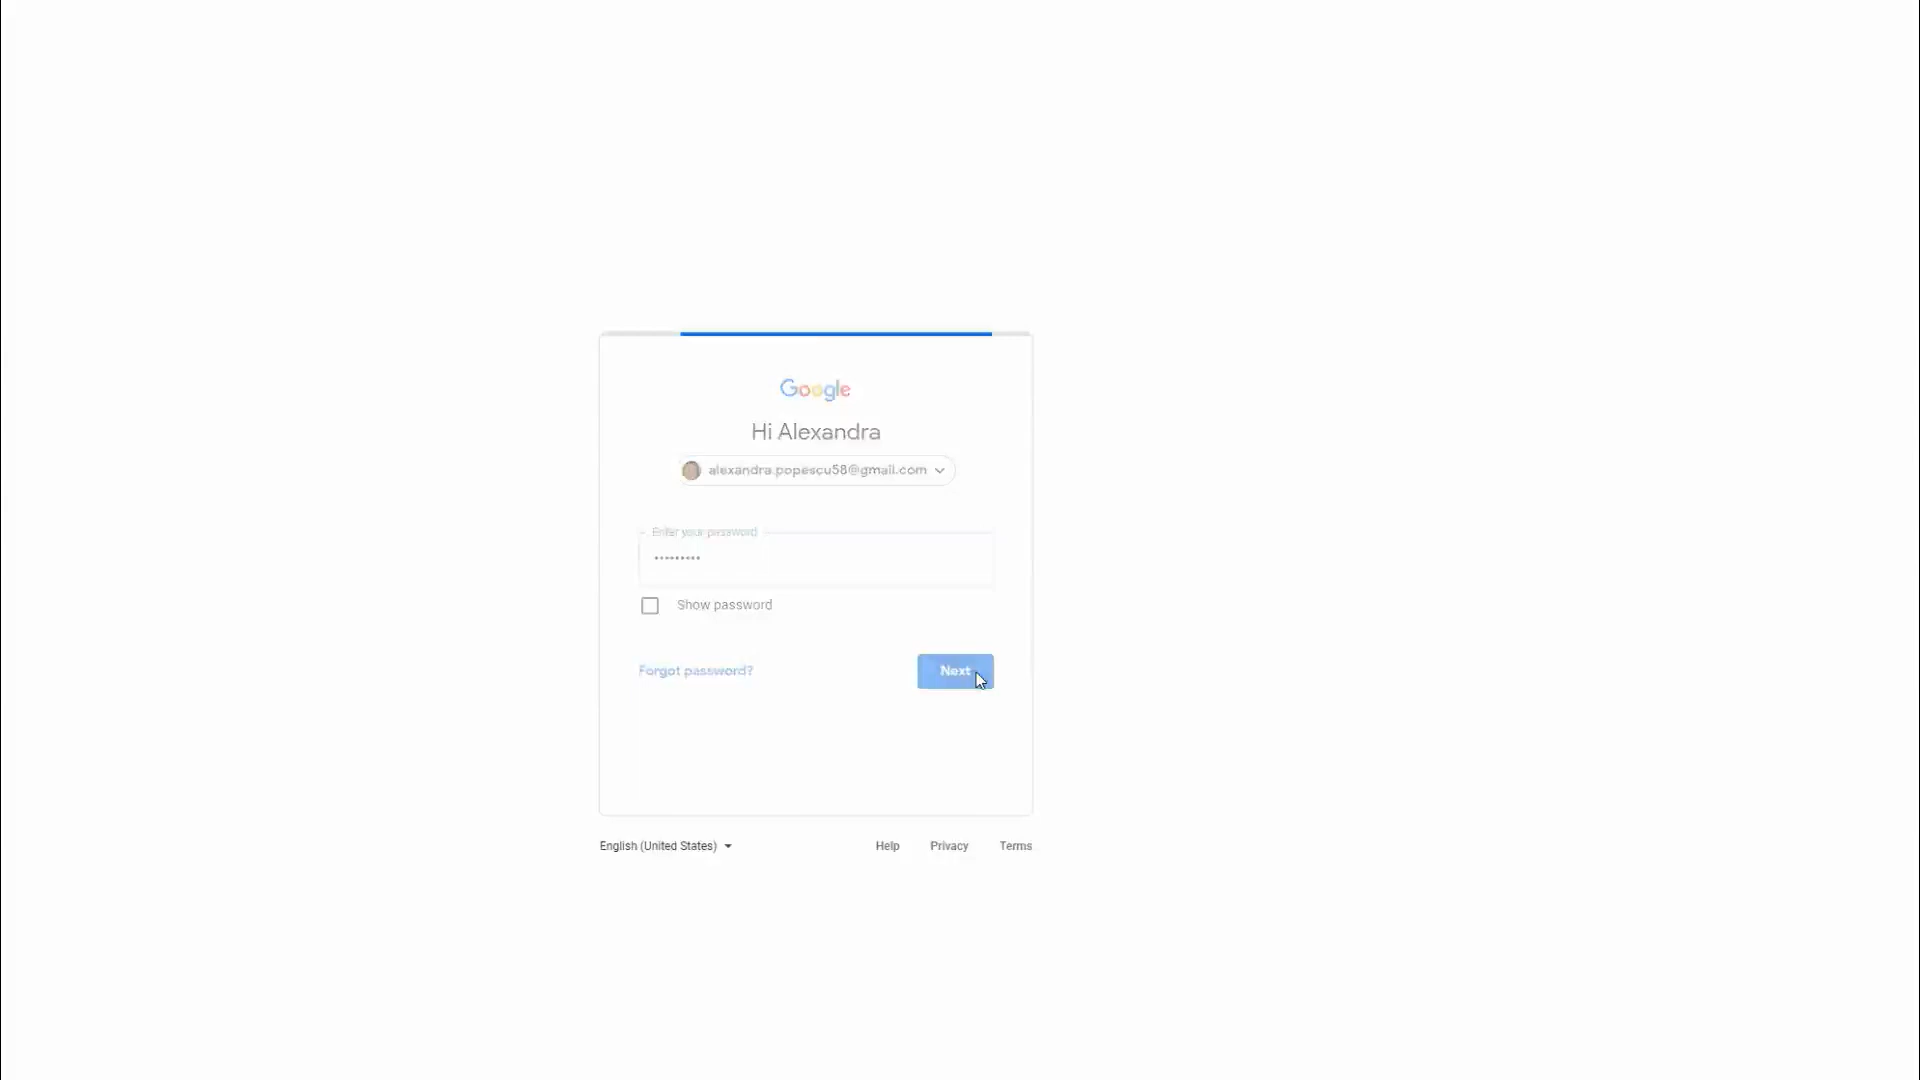 Google
Hi Alexandra
alexandra.popescu58@gmail.com
Enter your password
•••••••••
Show password
Forgot password?
Next
English (United States)
Help
Privacy
Terms